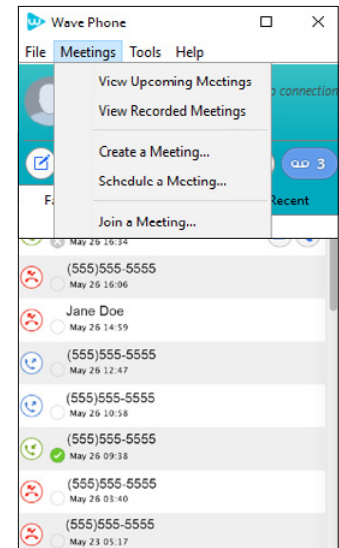 Wave Phone
File Meetings Tools Help
View Upcoming Meetings
connection
View Recorded Meetings
Create a Meeting...
3
Schedule a Meeting...
Recent
Join a Meeting...
May 26 16:34
(555)555-5555
May 26 16:06
Jane Doe
May 26 14:59
(555)555-5555
May 26 12:47
(555)555-5555
May 26 10:58
(555)555-5555
May 26 09:38
(555)555-5555
May 26 03:40
(555)555-5555
May 23 05:17